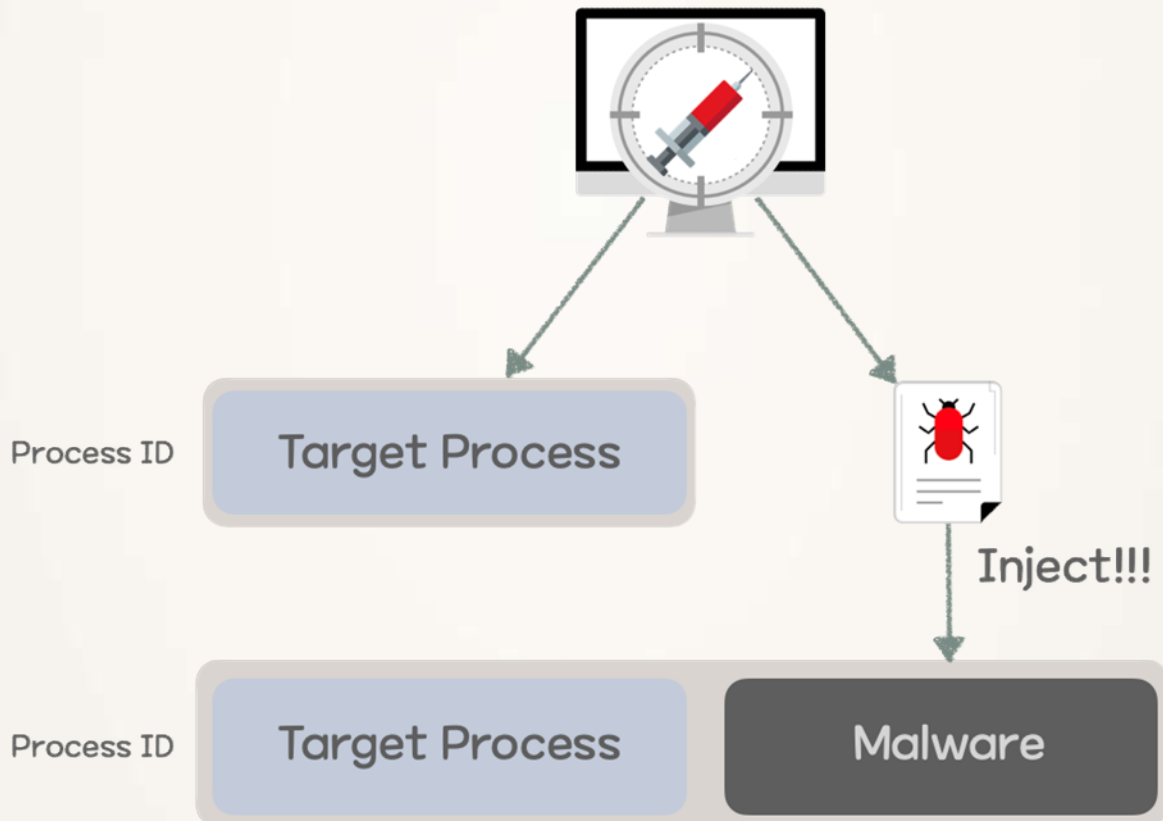 Process ID
Target Process
Inject!!!
Process ID
Target Process
Malware